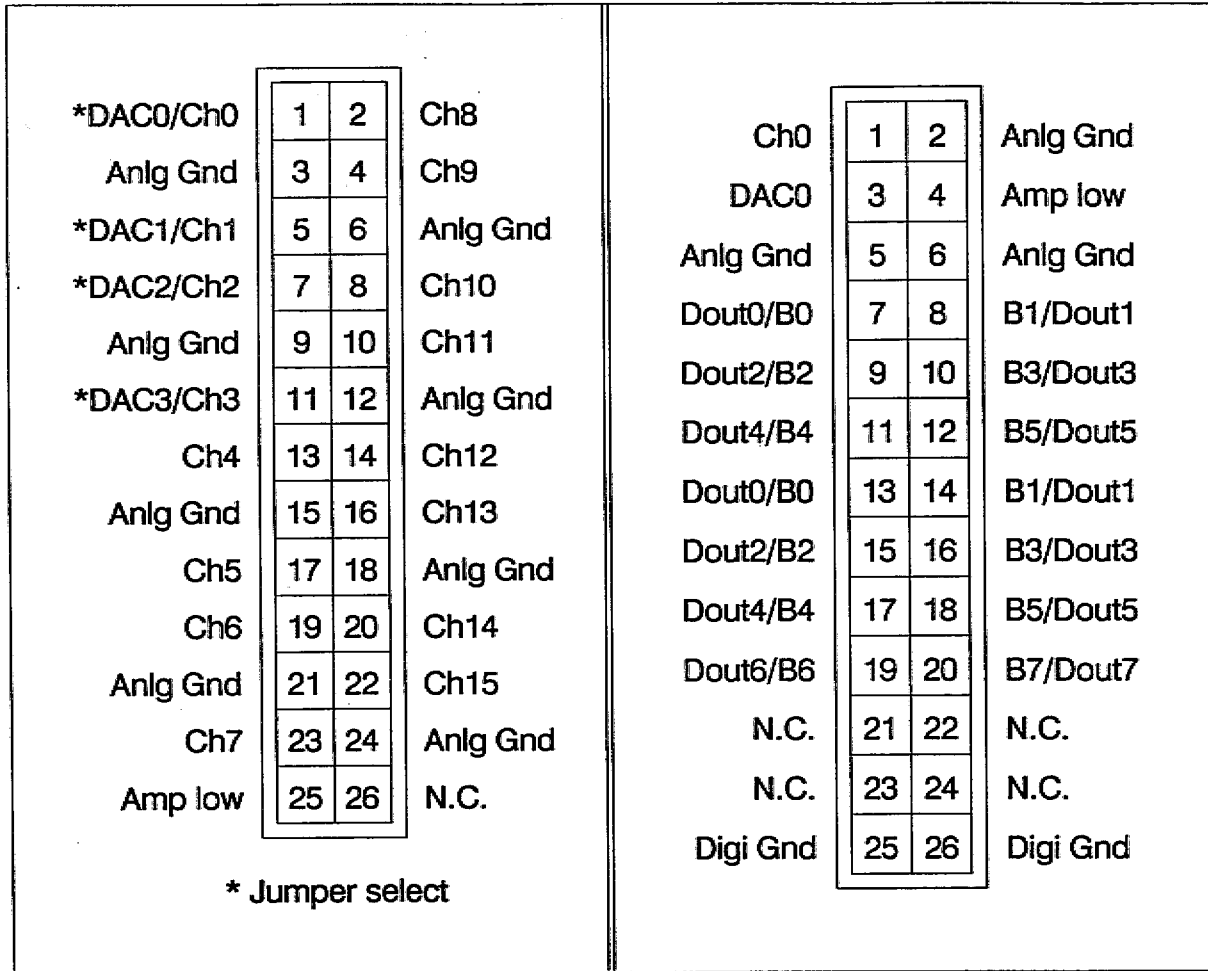 *DAC0/Ch0 1 2 Ch8
Anlg Gnd 3 4 Ch9
*DAC1/Ch1 5 6 Anlg Gnd
*DAC2/Ch2 7 8 Ch10
Anlg Gnd 9 10 Ch11
*DAC3/Ch3 11 12 Anlg Gnd
Ch4 13 14 Ch12
Anlg Gnd 15 16 Ch13
Ch5 17 18 Anlg Gnd
Ch6 19 20 Ch14
Anlg Gnd 21 22 Ch15
Ch7 23 24 Anlg Gnd
Amp low 25 26 N.C.
* Jumper select
Ch0 1 2 Anlg Gnd
DAC0 3 4 Amp low
Anlg Gnd 5 6 Anlg Gnd
Dout0/B0 7 8 B1/Dout1
Dout2/B2 9 10 B3/Dout3
Dout4/B4 11 12 B5/Dout5
Dout0/B0 13 14 B1/Dout1
Dout2/B2 15 16 B3/Dout3
Dout4/B4 17 18 B5/Dout5
Dout6/B6 19 20 B7/Dout7
N.C. 21 22 N.C.
N.C. 23 24 N.C.
Digi Gnd 25 26 Digi Gnd